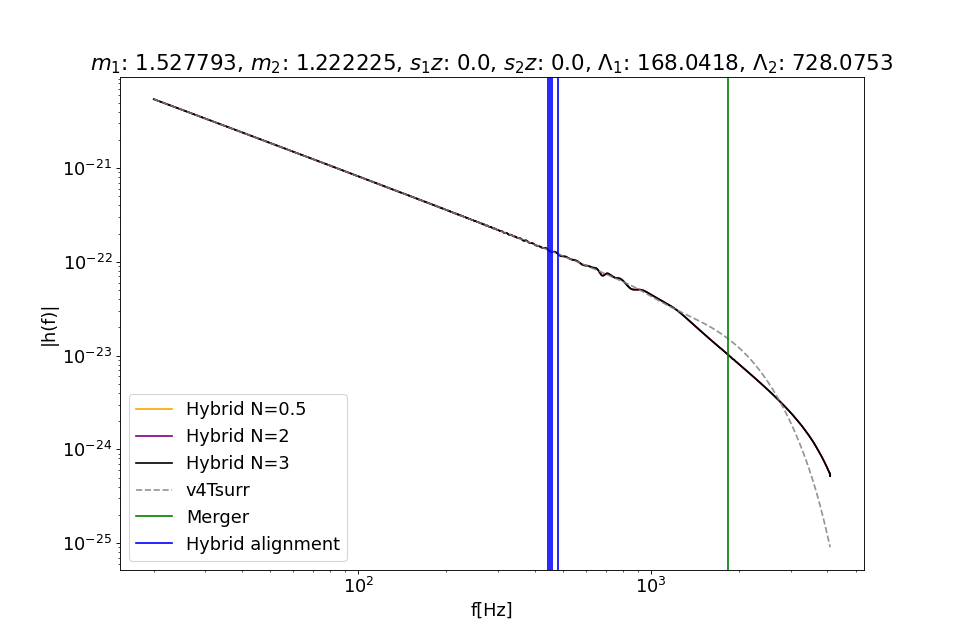 m₁: 1.527793, m₂: 1.222225, s₁z: 0.0, s₂z: 0.0, Λ₁: 168.0418, Λ₂: 728.0753
|h(f)|
10⁻²¹
10⁻²²
10⁻²³
10⁻²⁴
10⁻²⁵
Hybrid N=0.5
Hybrid N=2
Hybrid N=3
v4Tsurr
Merger
Hybrid alignment
10² 10³
f[Hz]